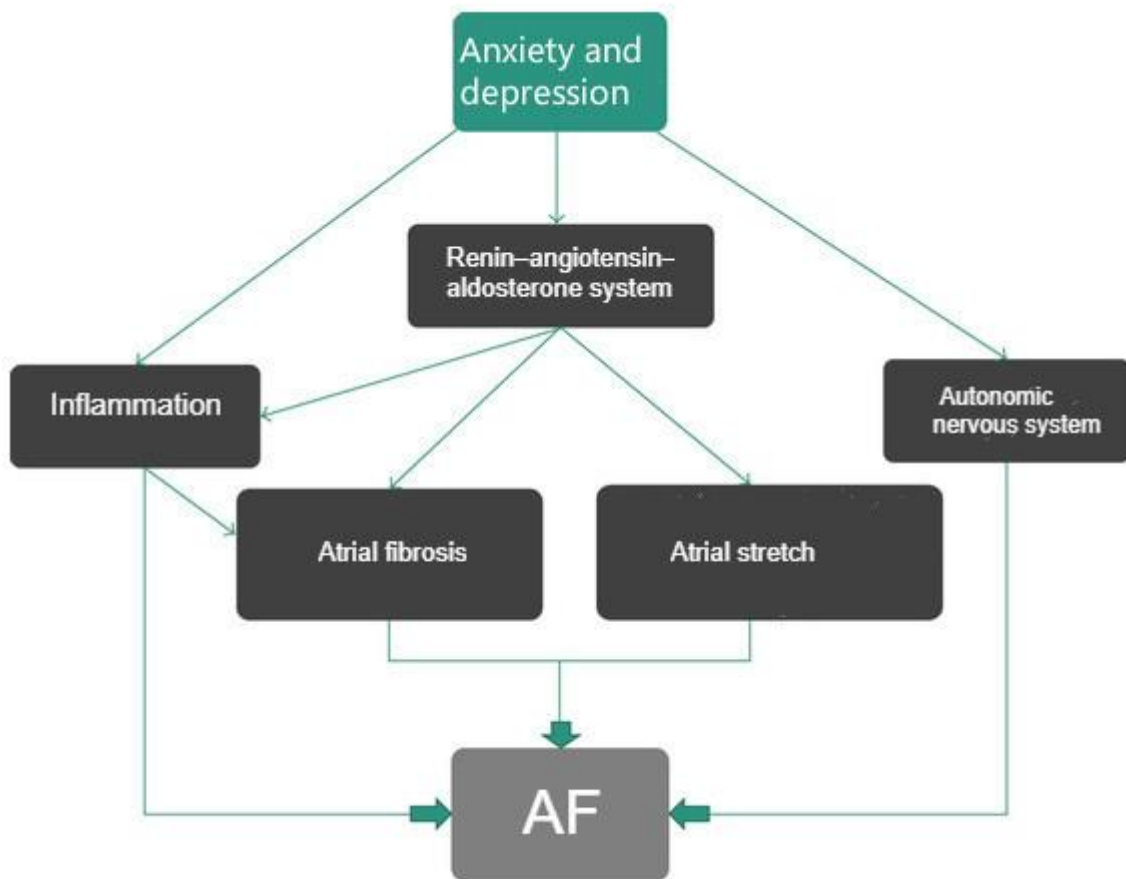 Anxiety and
depression
Renin–angiotensin–
aldosterone system
Inflammation
Autonomic
nervous system
Atrial fibrosis
Atrial stretch
AF